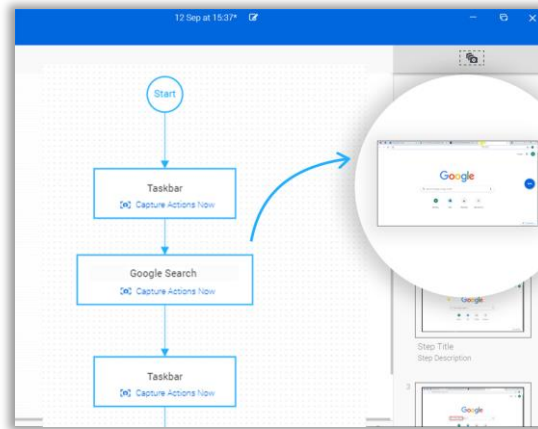 12 Sep at 15:37*
Start
Taskbar
Capture Actions Now
Google Search
Capture Actions Now
Taskbar
Capture Actions Now
Google
Google
Step Title
Step Description
3
Google